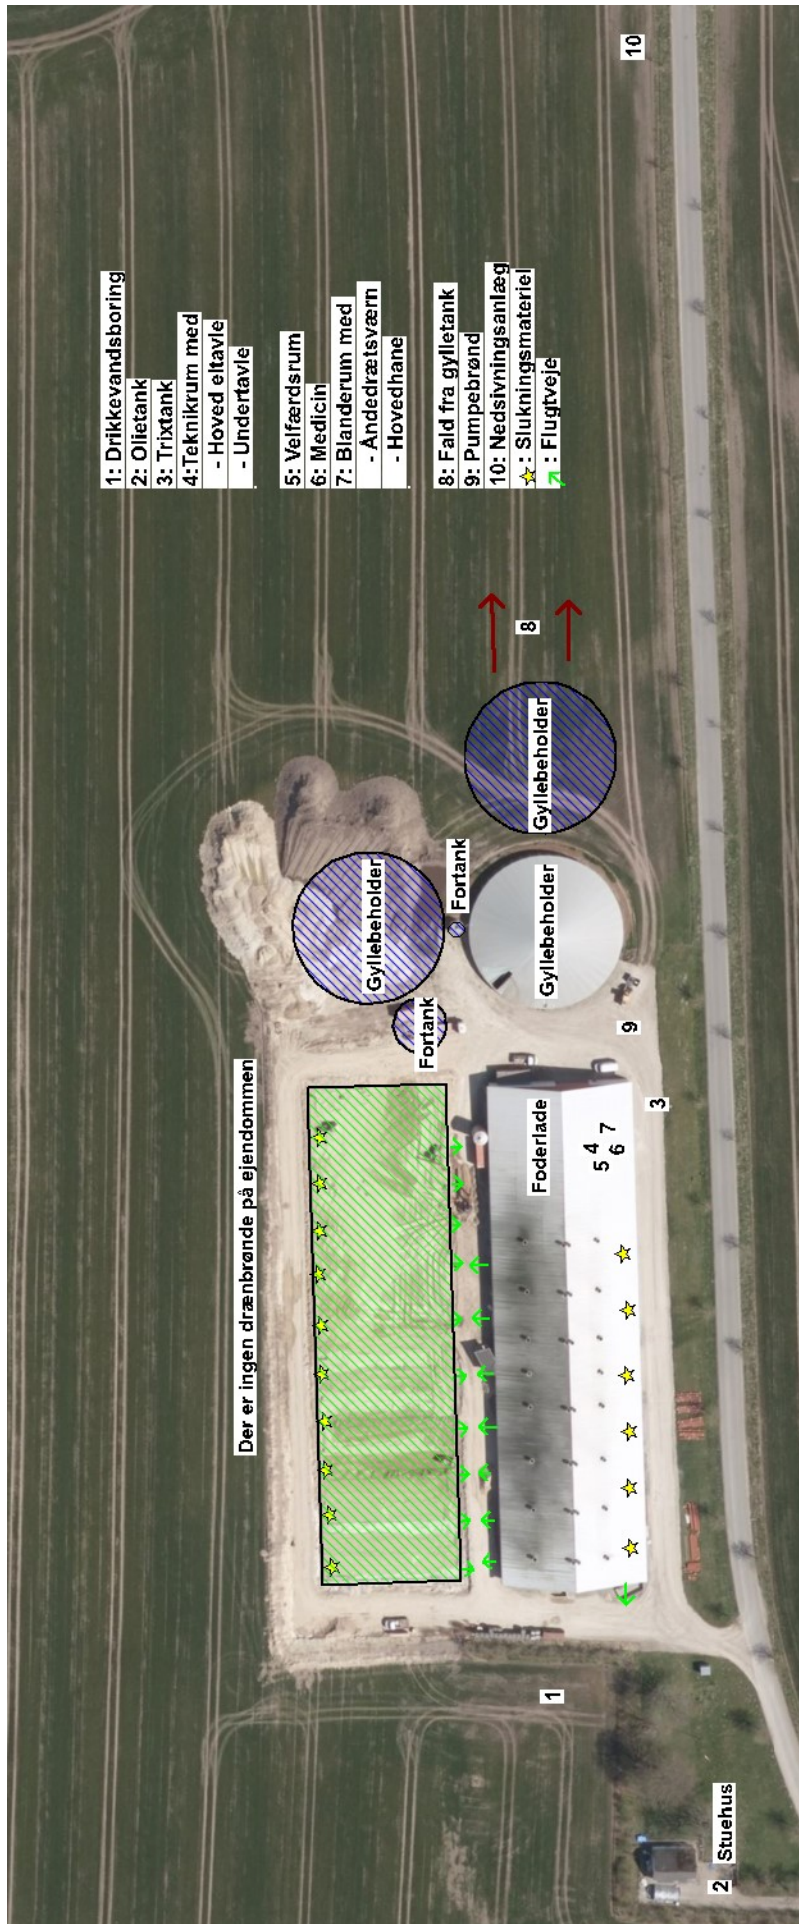 1: Drikkevandsboring
2: Olietank
3: Trixtank
4:Teknikrum med
- Hoved eltavle
- Undertavle
5: Velfærdsrum
6: Medicin
7: Blanderum med
- Åndedrætsværn
- Hovedhane
8: Fald fra gylletank
9: Pumpebrønd
10: Nedsivningsanlæg
: Slukningsmateriel
: Flugtveje
Der er ingen drænbrønde på ejendommen
Gyllebeholder
Fortank
Fortank
Gyllebeholder
Gyllebeholder
Foderlade
5 4
6 7
8
9
3
10
1
2
Stuehus